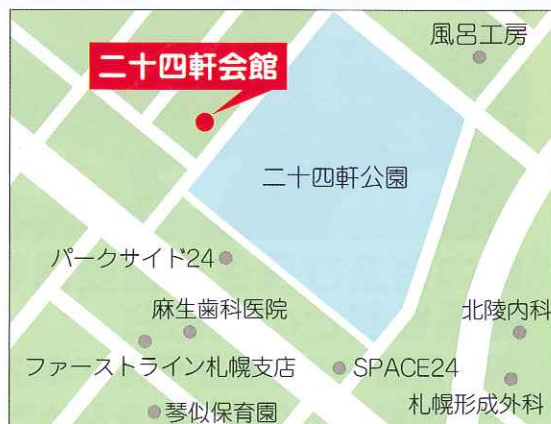 風呂工房
二十四軒会館
二十四軒公園
パークサイド24
麻生歯科医院
北陵内科
ファーストライン札幌支店
SPACE24
札幌形成外科
琴似保育園